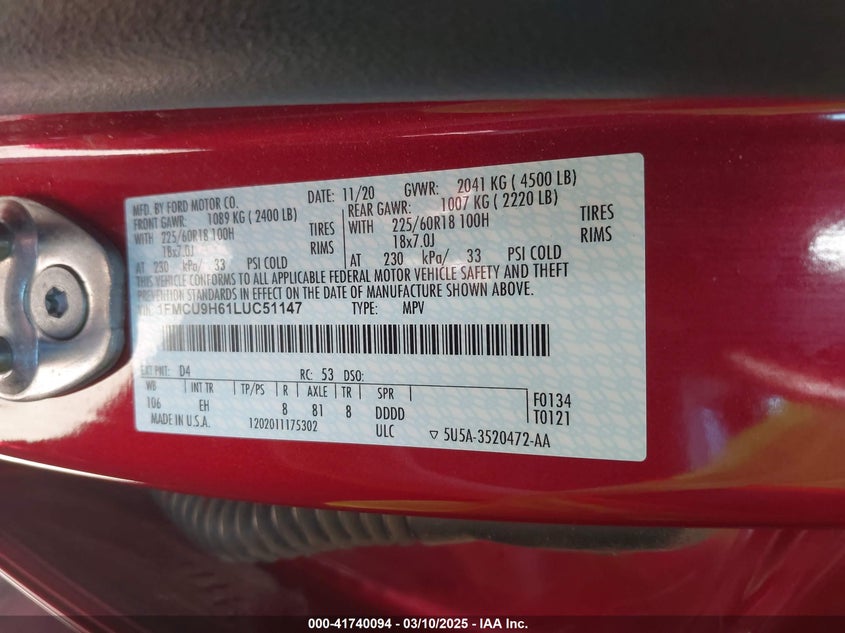 MFD. BY FORD MOTOR CO. DATE: 11/20 GVWR: 2041 KG ( 4500 LB)
FRONT GAWR: 1089 KG ( 2400 LB) REAR GAWR: 1007 KG ( 2220 LB)
WITH 225/60R18 100H TIRES WITH 225/60R18 100H TIRES
18x7.0J RIMS 18x7.0J RIMS
AT 230 kPa/ 33 PSI COLD AT 230 kPa/ 33 PSI COLD
THIS VEHICLE CONFORMS TO ALL APPLICABLE FEDERAL MOTOR VEHICLE SAFETY AND THEFT
PREVENTION STANDARDS IN EFFECT ON THE DATE OF MANUFACTURE SHOWN ABOVE.
VIN: 1FMCU9H61LUC51147 TYPE: MPV
EXT PNT: D4 RC: 53 DSO:
WB INT TR TP/PS R AXLE TR SPR
106 EH 8 81 8 DDDD
F0134
T0121
MADE IN U.S.A. 1202011175302 ULC ▽ 5U5A-3520472-AA
000-41740094 — 03/10/2025 — IAA Inc.